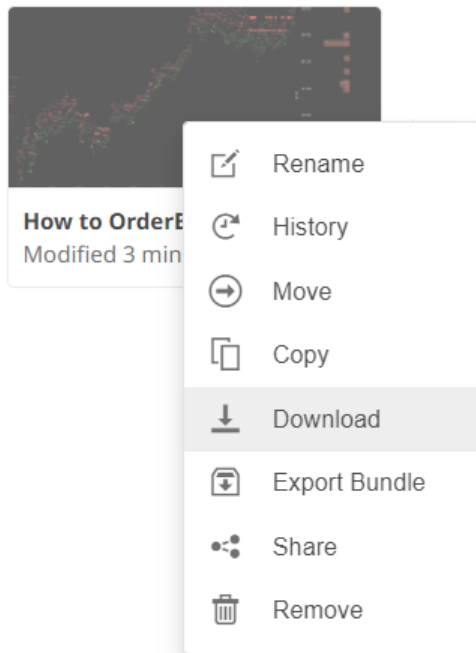 How to OrderB
Modified 3 min
Rename
History
Move
Copy
Download
Export Bundle
Share
Remove